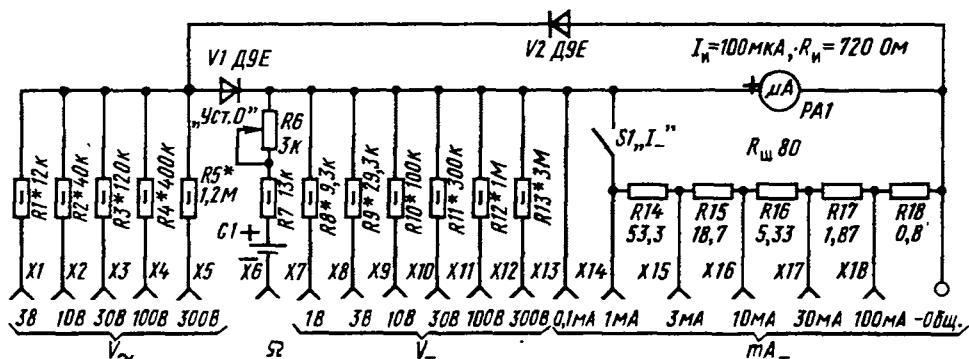 V2 Д9Е
Iи=100мкА, Rи=720 Ом
V1 Д9Е
+
μA
PA1
„Уст.0”
R6
3к
S1„I_”
Rш 80
R1*12к
R2*40к
R3*120к
R4*400к
R5*
1,2М
R7 13к
R8*9,3к
R9*29,3к
R10*100к
R11*300к
R12*1М
R13*3М
R14
53,3
R15
18,7
R16
5,33
R17
1,87
R18
0,8
G1 +
X1 X2 X3 X4 X5 X6 X7 X8 X9 X10 X11 X12 X13 X14 X15 X16 X17 X18
3В 10В 30В 100В 300В 1В 3В 10В 30В 100В 300В 0,1мА 1мА 3мА 10мА 30мА 100мА -Общ.
V~ Ω V_ mA_